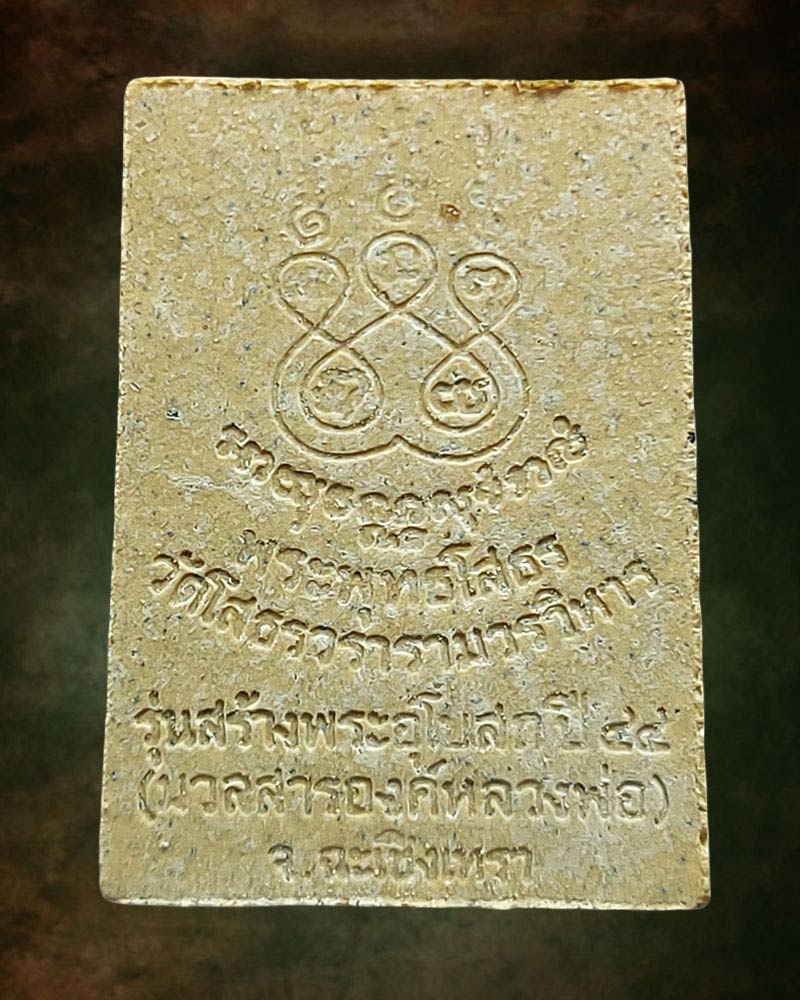 พระพุทธโสธร
วัดโสธรวรารามวรวิหาร
รุ่นสร้างพระอุโบสถ ปี ๔๕
(มวลสารองค์หลวงพ่อ)
จ.ฉะเชิงเทรา